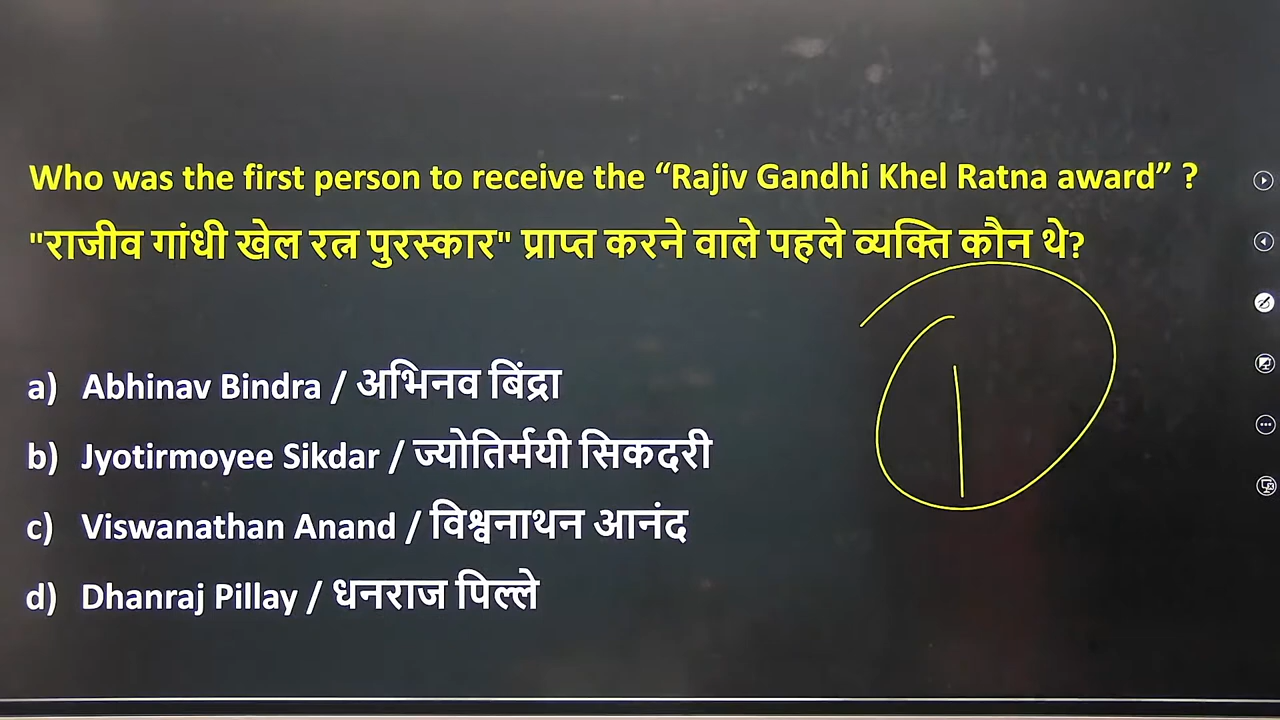 Who was the first person to receive the “Rajiv Gandhi Khel Ratna award” ?
"राजीव गांधी खेल रत्न पुरस्कार" प्राप्त करने वाले पहले व्यक्ति कौन थे?
1
a) Abhinav Bindra / अभिनव बिंद्रा
b) Jyotirmoyee Sikdar / ज्योतिर्मयी सिकदरी
c) Viswanathan Anand / विश्वनाथन आनंद
d) Dhanraj Pillay / धनराज पिल्ले